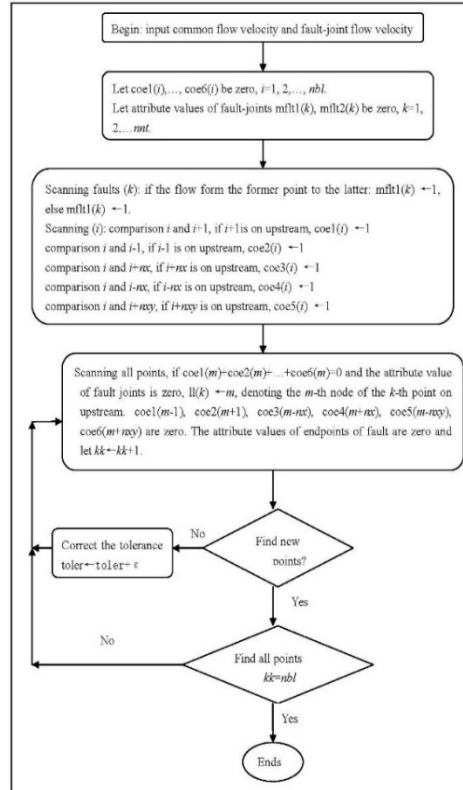 Begin: input common flow velocity and fault-joint flow velocity
Let coe1(i),…, coe6(i) be zero, i=1, 2,…, nbl.
Let attribute values of fault-joints mflt1(k), mflt2(k) be zero, k=1,
2,…nnt.
Scanning faults (k): if the flow form the former point to the latter: mflt1(k) ←1,
else mflt1(k) ←1.
Scanning (i): comparison i and i+1, if i+1is on upstream, coe1(i) ←1
comparison i and i-1, if i-1 is on upstream, coe2(i) ←1
comparison i and i+nx, if i+nx is on upstream, coe3(i) ←1
comparison i and i-nx, if i-nx is on upstream, coe4(i) ←1
comparison i and i+nxy, if i+nxy is on upstream, coe5(i) ←1
Scanning all points, if coe1(m)+coe2(m)+…+coe6(m)=0 and the attribute value
of fault joints is zero, ll(k) ←m, denoting the m-th node of the k-th point on
upstream. coe1(m-1), coe2(m+1), coe3(m-nx), coe4(m+nx), coe5(m-nxy),
coe6(m+nxy) are zero. The attribute values of endpoints of fault are zero and
let kk←kk+1.
No
Find new
points?
Correct the tolerance
toler←toler+ ε
Yes
No
Find all points
kk=nbl
Yes
Ends